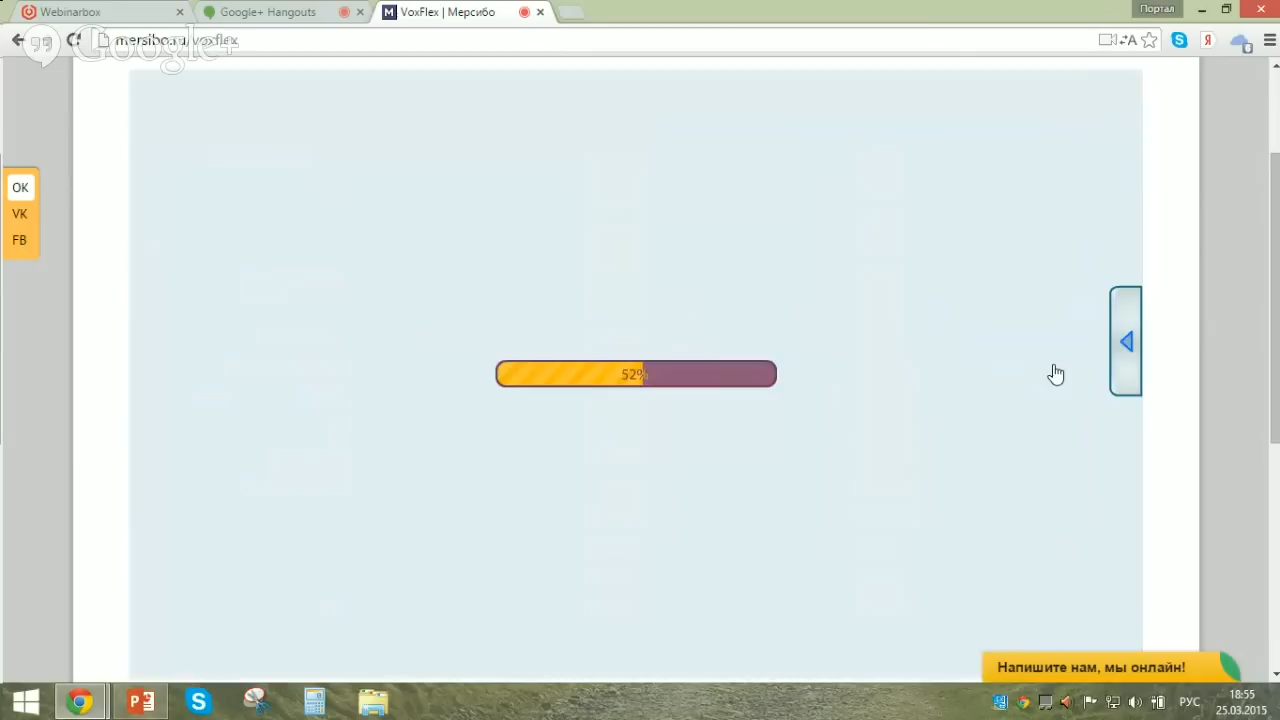 Webinarbox
Google+ Hangouts
VoxFlex | Мерсибо
Портал
mersibo.ru/voxflex
Google+
OK
VK
FB
52%
Напишите нам, мы онлайн!
РУС
18:55
25.03.2015